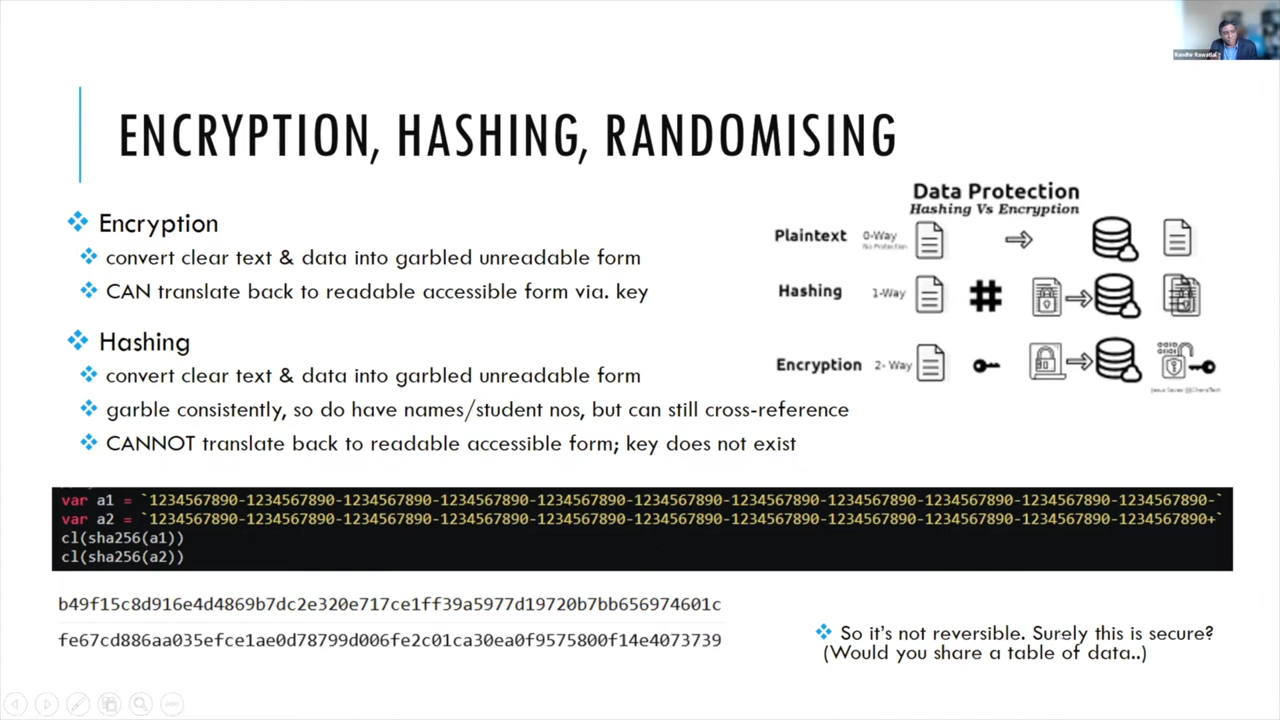 Randhir Rawatlal
ENCRYPTION, HASHING, RANDOMISING
Encryption
convert clear text & data into garbled unreadable form
CAN translate back to readable accessible form via. key
Hashing
convert clear text & data into garbled unreadable form
garble consistently, so do have names/student nos, but can still cross-reference
CANNOT translate back to readable accessible form; key does not exist
Data Protection
Hashing Vs Encryption
Plaintext 0-Way
No Protection
Hashing 1-Way #
Encryption 2- Way
var a1 = `1234567890-1234567890-1234567890-1234567890-1234567890-1234567890-1234567890-1234567890-1234567890-1234567890-`
var a2 = `1234567890-1234567890-1234567890-1234567890-1234567890-1234567890-1234567890-1234567890-1234567890-1234567890+`
cl(sha256(a1))
cl(sha256(a2))
b49f15c8d916e4d4869b7dc2e320e717ce1ff39a5977d19720b7bb656974601c
fe67cd886aa035efce1ae0d78799d006fe2c01ca30ea0f9575800f14e4073739
So it's not reversible. Surely this is secure?
(Would you share a table of data..)